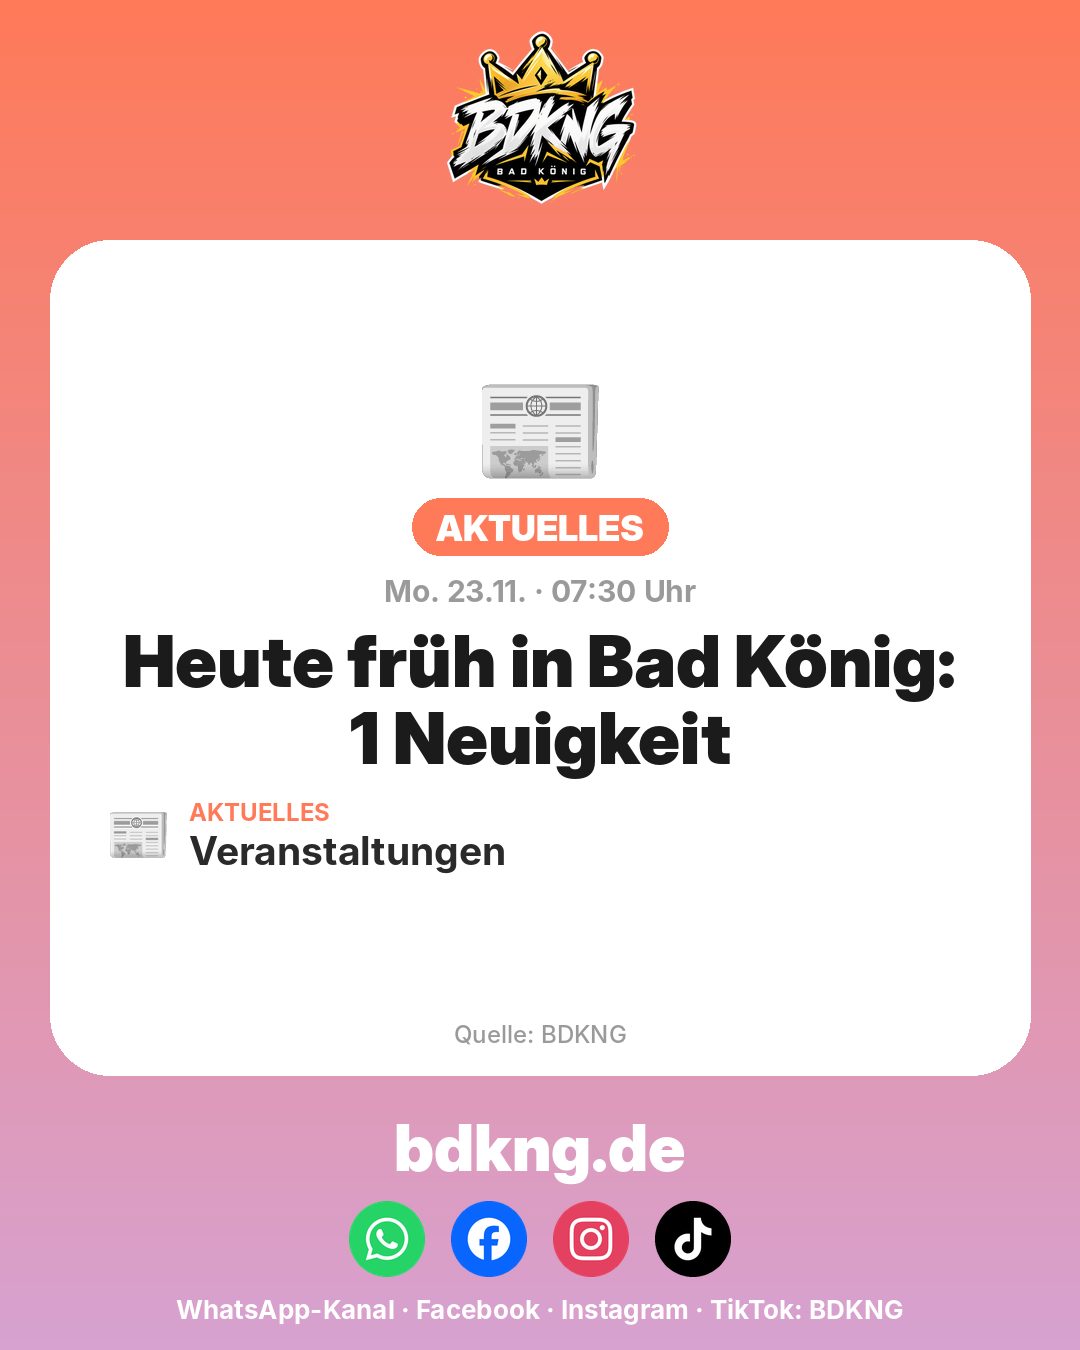 BDKNG
BAD KÖNIG
AKTUELLES
Mo. 23.11. · 07:30 Uhr
Heute früh in Bad König:
1 Neuigkeit
AKTUELLES
Veranstaltungen
Quelle: BDKNG
bdkng.de
WhatsApp-Kanal · Facebook · Instagram · TikTok: BDKNG